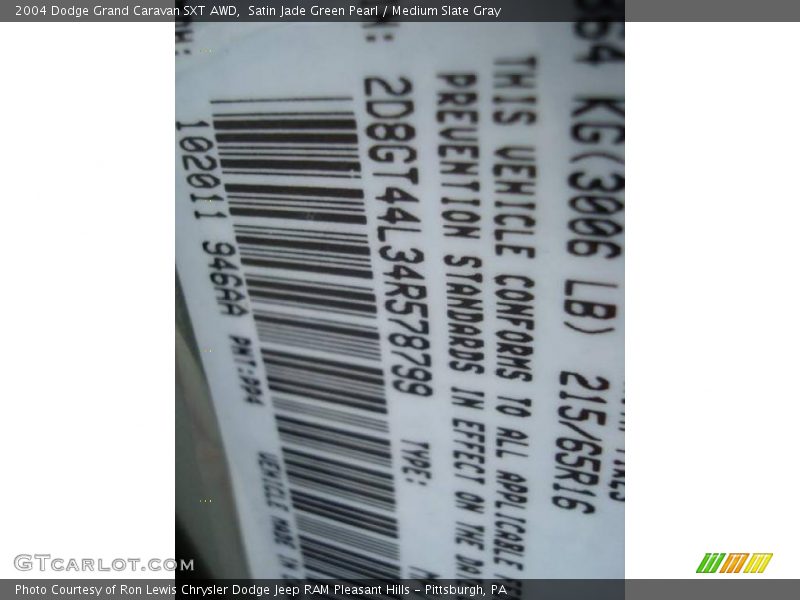 2004 Dodge Grand Caravan SXT AWD, Satin Jade Green Pearl / Medium Slate Gray
KG(3006 LB) 215/65R16
THIS VEHICLE CONFORMS TO ALL APPLICABLE
PREVENTION STANDARDS IN EFFECT ON THE
2D8GT44L34R578799 TYPE:
102011 946AA PNT:PP4 VEHICLE MADE IN
GTCARLOT.COM
Photo Courtesy of Ron Lewis Chrysler Dodge Jeep RAM Pleasant Hills - Pittsburgh, PA